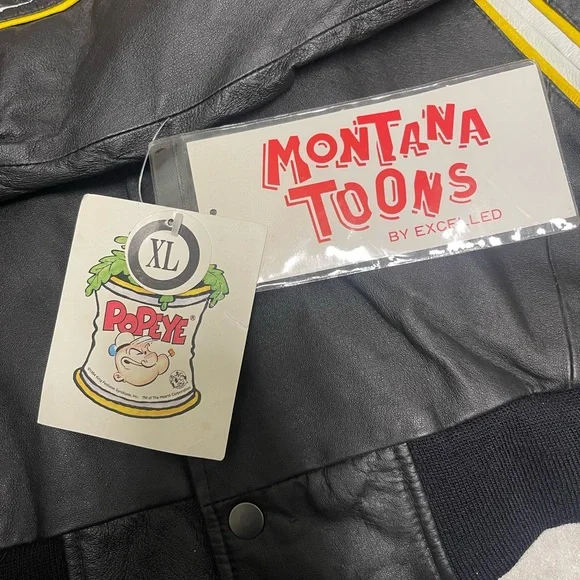 MONTANA
TOONS
BY EXCELLED
XL
POPEYE®